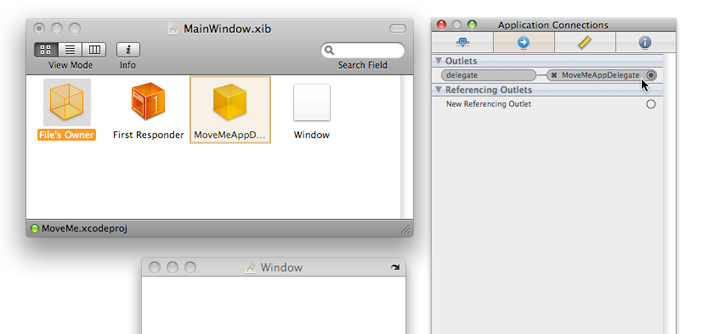 MainWindow.xib
View Mode
Info
Search Field
File's Owner
First Responder
MoveMeAppD...
Window
MoveMe.xcodeproj
Window
Application Connections
Outlets
delegate
MoveMeAppDelegate
Referencing Outlets
New Referencing Outlet